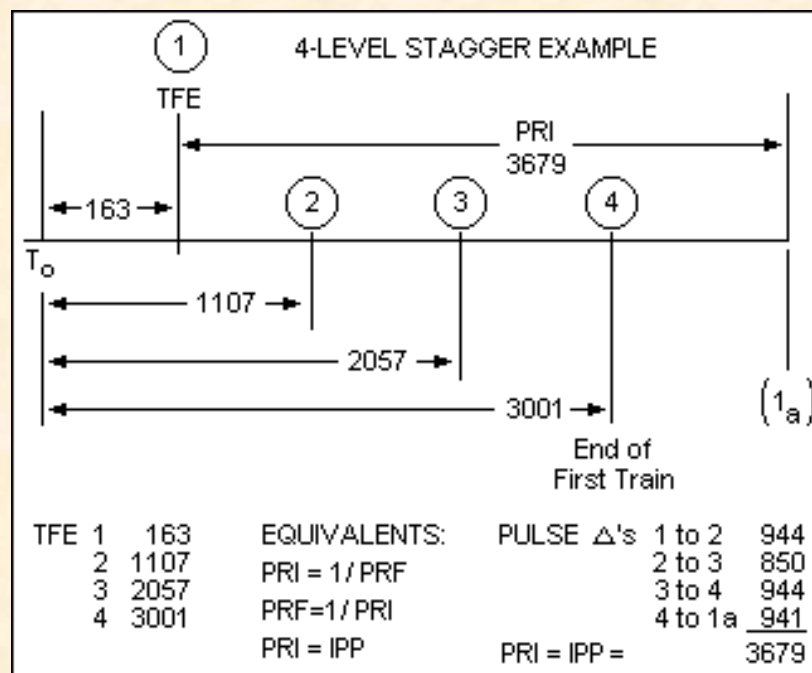 1
4-LEVEL STAGGER EXAMPLE
TFE
PRI
3679
163
2
3
4
To
1107
2057
3001
(1a)
End of
First Train
TFE 1 163
2 1107
3 2057
4 3001
EQUIVALENTS:
PRI = 1/ PRF
PRF=1/ PRI
PRI = IPP
PULSE Δ's 1 to 2 944
2 to 3 850
3 to 4 944
4 to 1a 941
PRI = IPP = 3679